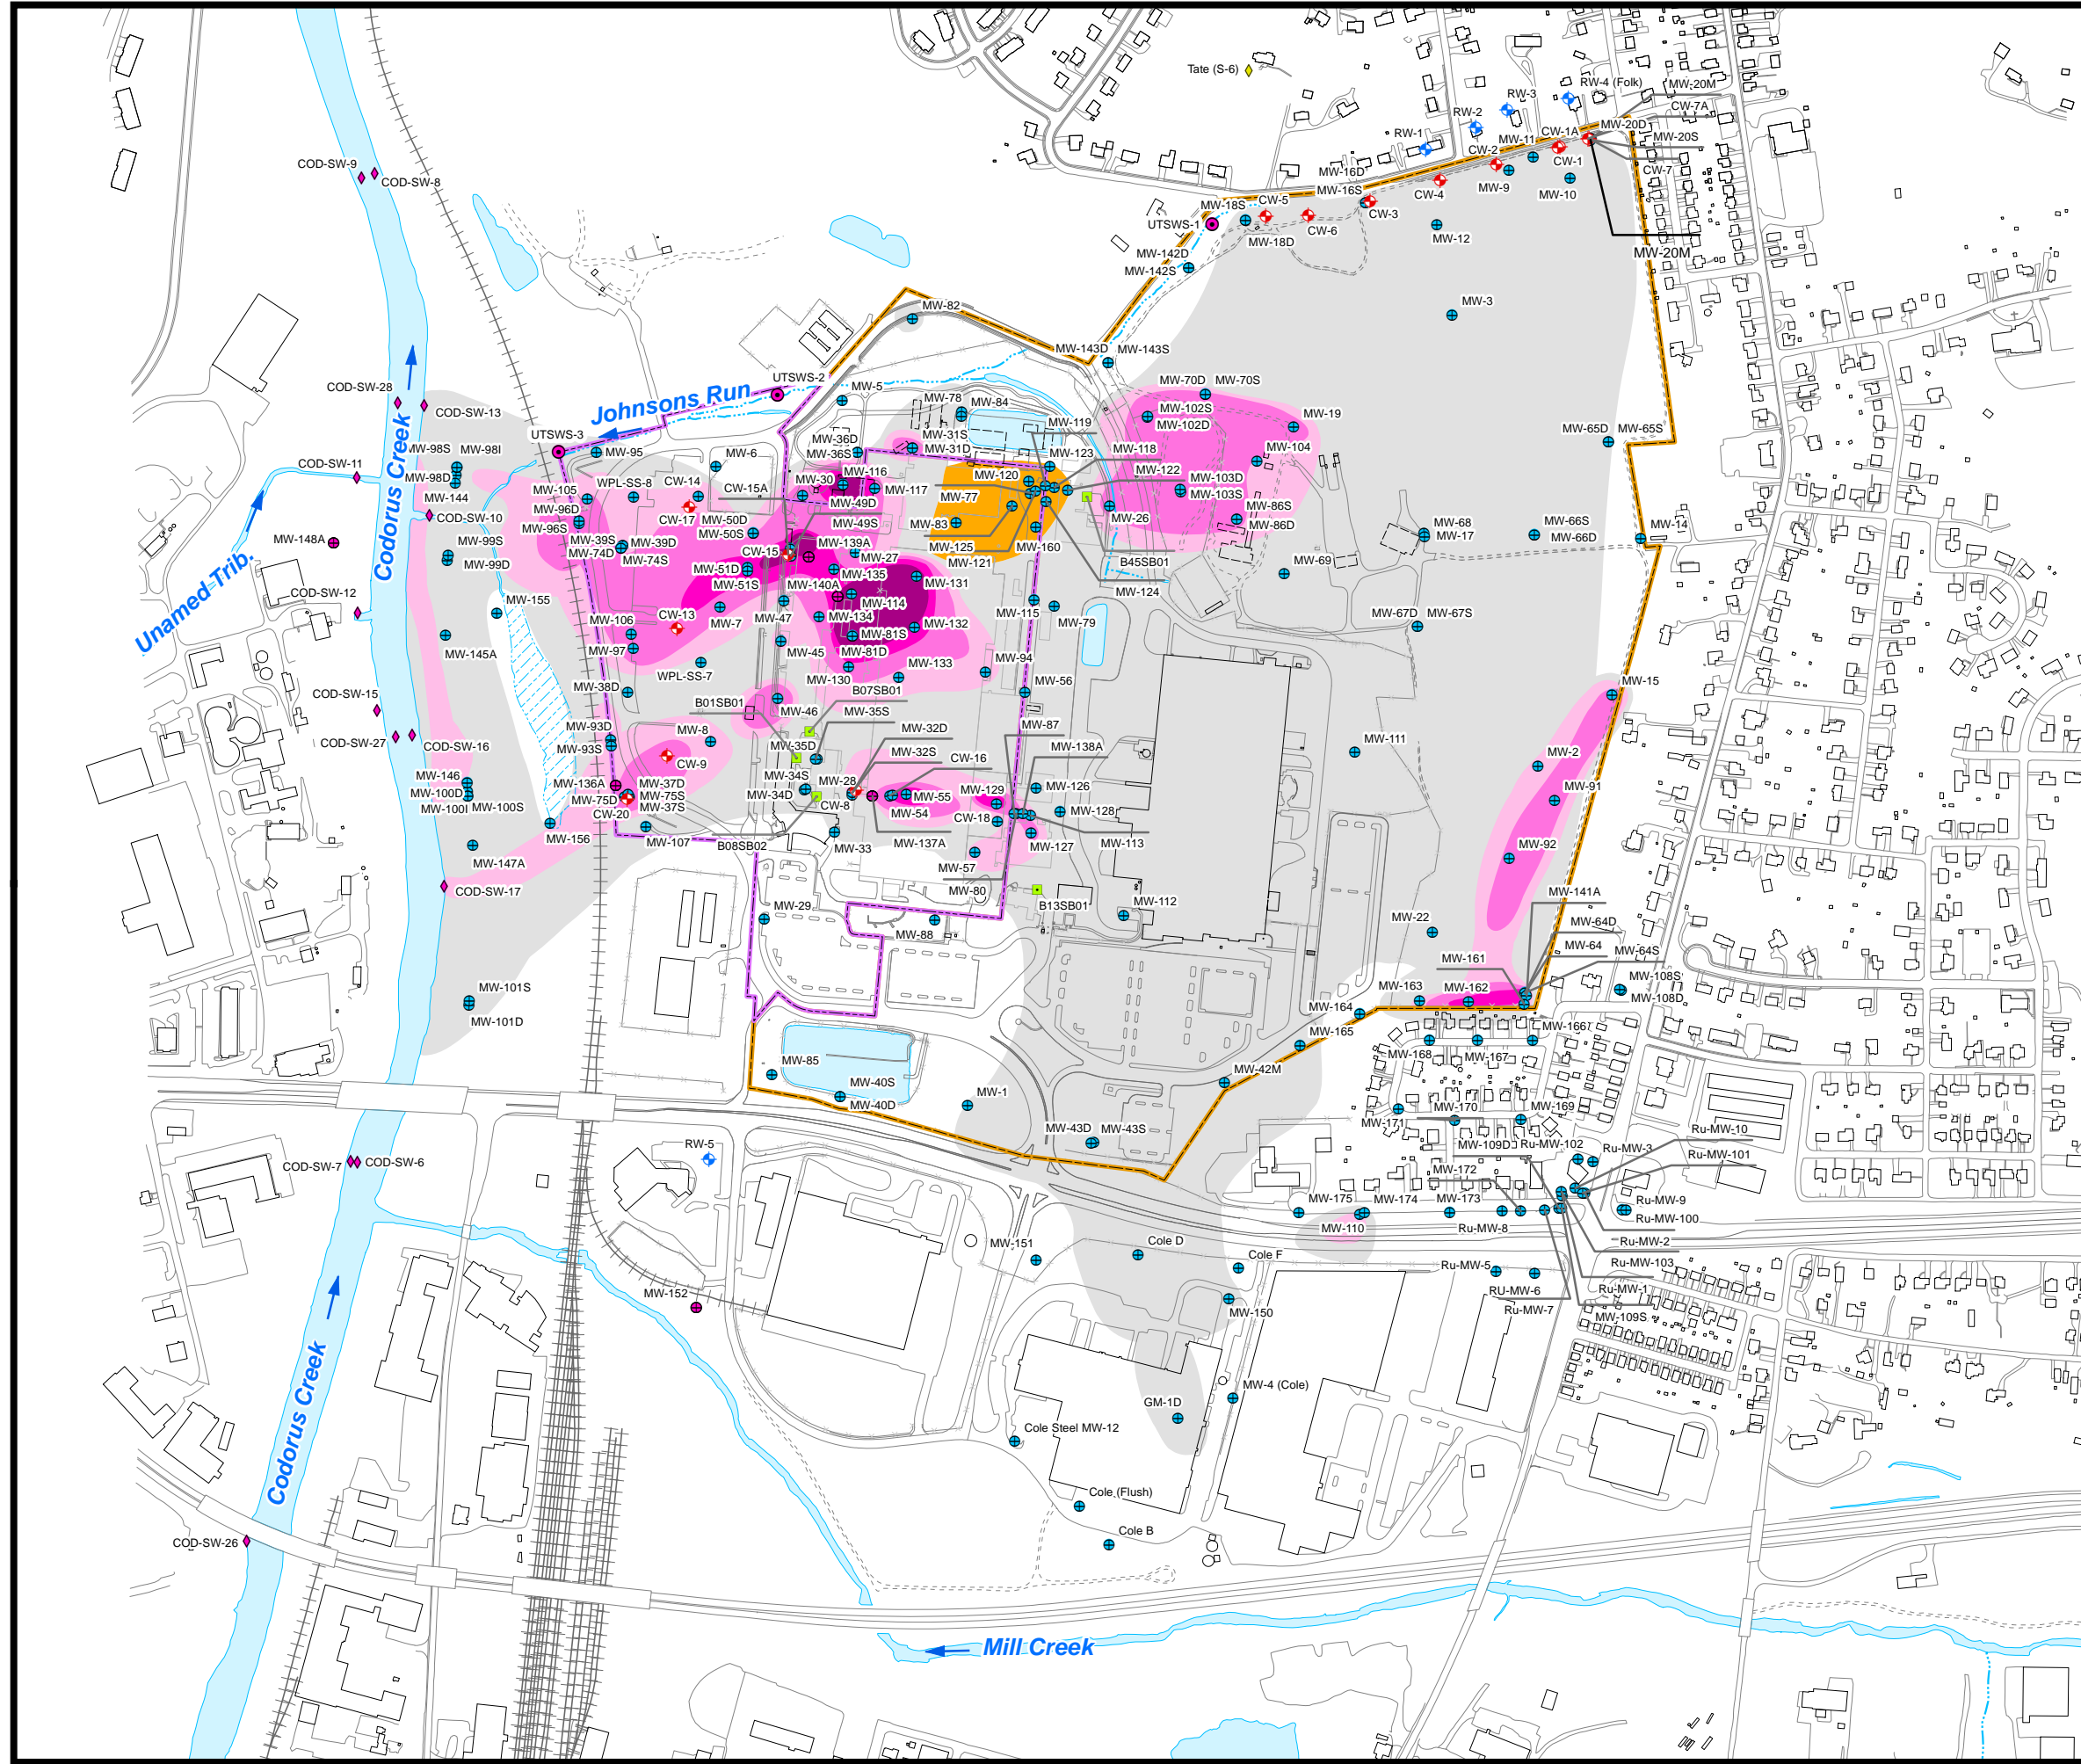 Tate (S-6)
RW-4 (Folk)
MW-20M
RW-3
CW-7A
RW-2
MW-20D
CW-1A
RW-1
MW-11
MW-20S
CW-2
CW-1
COD-SW-9
COD-SW-8
MW-16D
CW-7
MW-9
MW-10
CW-4
MW-16S
CW-5
MW-18S
CW-3
UTSWS-1
CW-6
MW-18D
MW-12
MW-142D
MW-20M
MW-142S
MW-3
MW-82
MW-143D
MW-143S
UTSWS-2
COD-SW-28
MW-5
MW-70D
MW-70S
COD-SW-13
Johnsons Run
MW-78
MW-84
MW-102S
MW-19
MW-119
MW-102D
UTSWS-3
MW-31S
MW-36D
MW-65D
MW-65S
MW-98S
MW-98I
MW-31D
MW-118
MW-36S
MW-95
MW-6
MW-123
MW-104
COD-SW-11
MW-116
MW-122
MW-98D
WPL-SS-8
CW-14
MW-30
MW-120
MW-103D
MW-105
CW-15A
MW-117
MW-144
MW-77
MW-103S
MW-49D
MW-96D
COD-SW-10
CW-17
MW-50D
MW-83
MW-26
MW-86S
MW-49S
MW-96S
MW-68
MW-66S
MW-14
MW-86D
MW-50S
MW-17
MW-66D
MW-148A
MW-99S
MW-39S
MW-39D
MW-139A
MW-125
MW-160
Codorus Creek
MW-74D
CW-15
MW-27
MW-74S
MW-121
B45SB01
MW-99D
MW-51D
MW-135
MW-69
Unamed Trib.
MW-51S
MW-140A
MW-131
COD-SW-12
MW-124
MW-155
MW-114
CW-13
MW-115
MW-67D
MW-67S
MW-7
MW-134
MW-47
MW-79
MW-106
MW-132
MW-81S
MW-145A
MW-97
MW-45
MW-81D
MW-133
MW-94
WPL-SS-7
MW-130
B07SB01
MW-38D
MW-56
MW-15
COD-SW-15
B01SB01
MW-46
MW-35S
MW-87
MW-93D
MW-8
MW-32D
COD-SW-27
COD-SW-16
MW-35D
MW-138A
MW-93S
MW-32S
MW-111
CW-16
CW-9
MW-2
MW-146
MW-34S
MW-28
MW-136A
MW-37D
MW-129
MW-126
MW-100D
MW-34D
MW-55
MW-75D
MW-75S
MW-91
MW-100I
MW-100S
CW-8
MW-37S
MW-54
MW-128
CW-20
CW-18
MW-156
MW-107
B08SB02
MW-33
MW-137A
MW-127
MW-113
MW-92
MW-147A
MW-57
COD-SW-17
MW-80
MW-141A
B13SB01
MW-112
MW-29
MW-64D
MW-22
MW-88
MW-64
MW-64S
MW-161
MW-108S
MW-101S
MW-163
MW-162
MW-108D
MW-164
MW-101D
MW-165
MW-166
MW-168
MW-167
MW-85
MW-42M
MW-40S
MW-1
MW-40D
MW-170
MW-169
MW-171
MW-43D
MW-43S
Ru-MW-10
RW-5
MW-109D
Ru-MW-102
Ru-MW-3
COD-SW-7
COD-SW-6
Ru-MW-101
MW-172
MW-175
MW-174
MW-173
Ru-MW-9
Ru-MW-100
MW-110
Ru-MW-8
Ru-MW-2
Cole D
MW-151
Cole F
Ru-MW-103
Ru-MW-5
MW-152
RU-MW-6
Ru-MW-1
Ru-MW-7
MW-150
MW-109S
Codorus Creek
MW-4 (Cole)
GM-1D
Cole Steel MW-12
Cole (Flush)
Cole B
COD-SW-26
Mill Creek